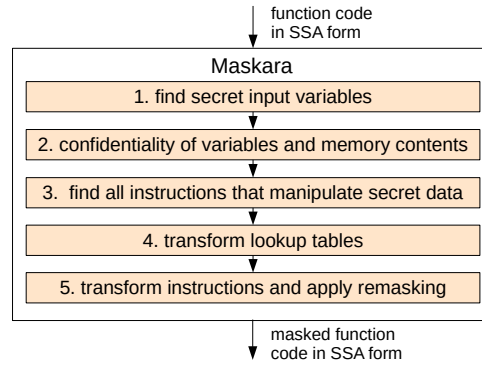 function code
in SSA form
Maskara
1. find secret input variables
2. confidentiality of variables and memory contents
3. find all instructions that manipulate secret data
4. transform lookup tables
5. transform instructions and apply remasking
masked function
code in SSA form